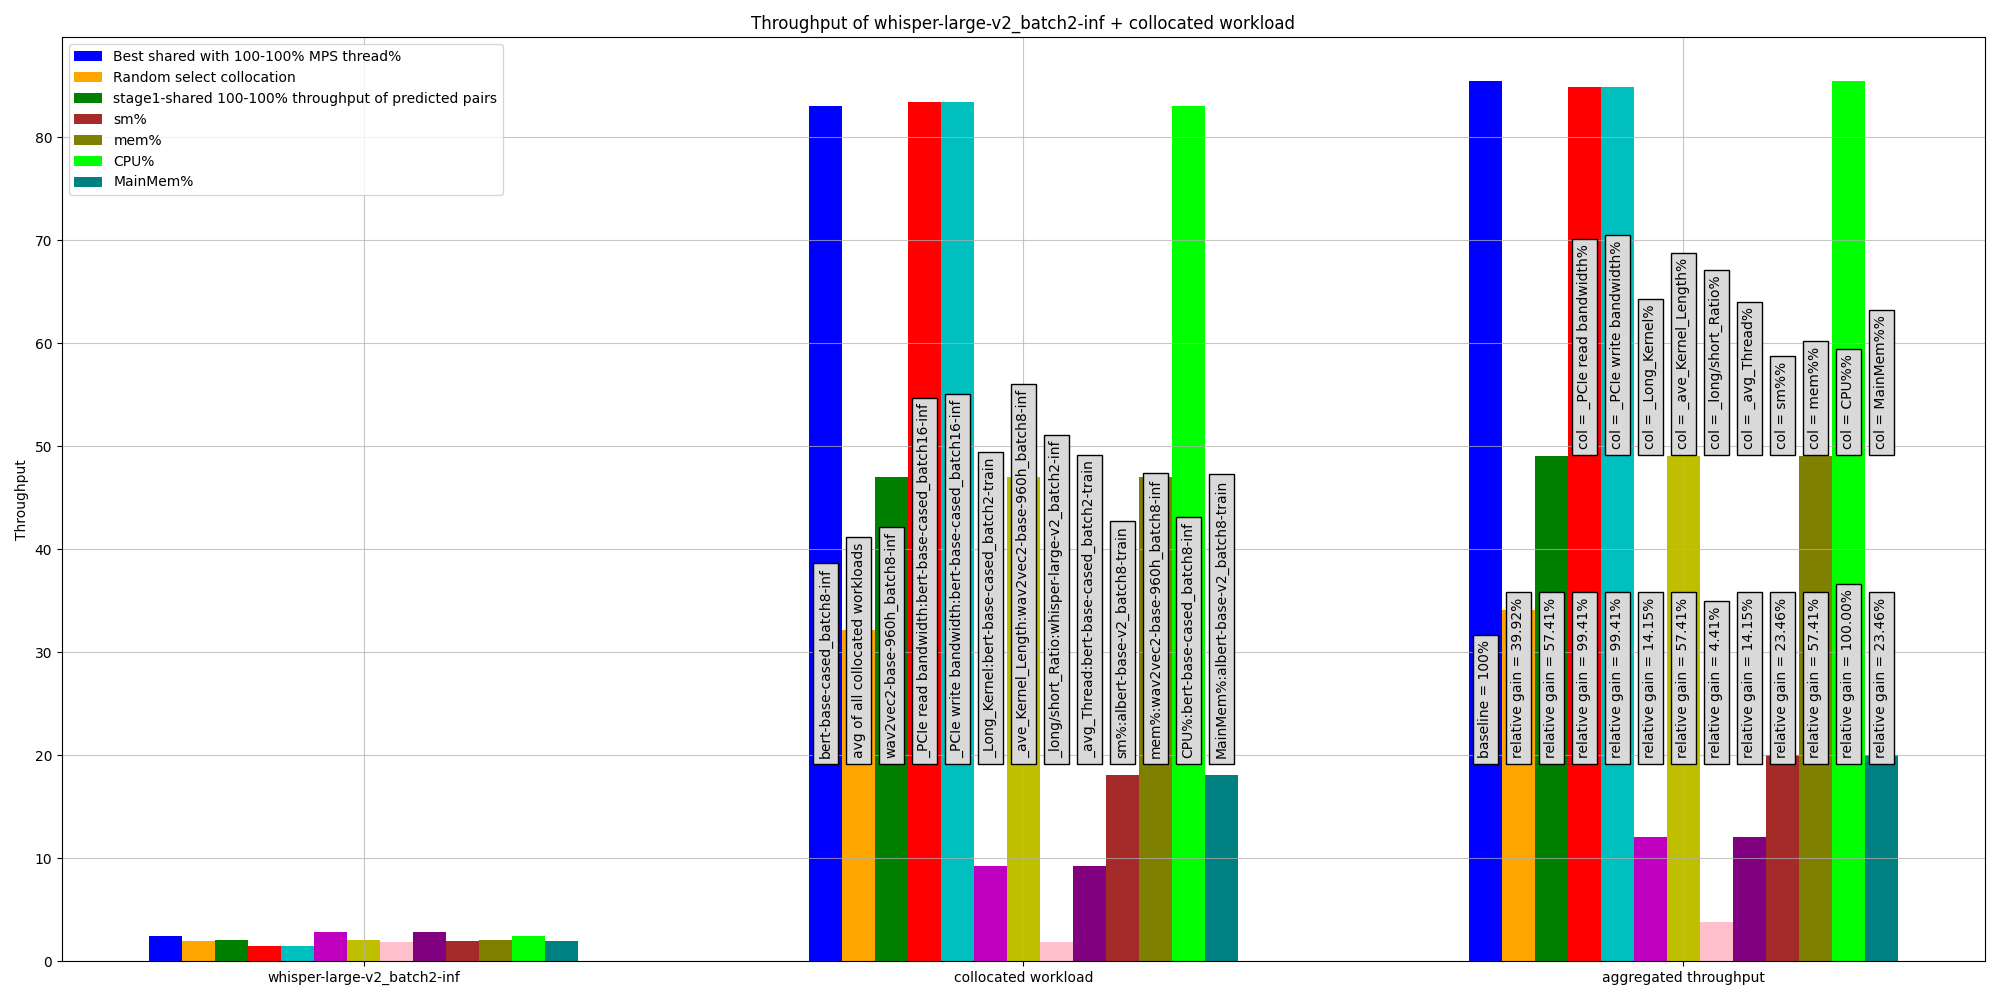 Throughput of whisper-large-v2_batch2-inf + collocated workload
Best shared with 100-100% MPS thread%
Random select collocation
stage1-shared 100-100% throughput of predicted pairs
sm%
mem%
CPU%
MainMem%
Throughput
80
70
60
50
40
30
20
10
0
bert-base-cased_batch8-inf
avg of all collocated workloads
wav2vec2-base-960h_batch8-inf
_PCIe read bandwidth:bert-base-cased_batch16-inf
_PCIe write bandwidth:bert-base-cased_batch16-inf
_Long_Kernel:bert-base-cased_batch2-train
_ave_Kernel_Length:wav2vec2-base-960h_batch8-inf
_long/short_Ratio:whisper-large-v2_batch2-inf
_avg_Thread:bert-base-cased_batch2-train
sm%:albert-base-v2_batch8-train
mem%:wav2vec2-base-960h_batch8-inf
CPU%:bert-base-cased_batch8-inf
MainMem%:albert-base-v2_batch8-train
col = _PCIe read bandwidth%
col = _PCIe write bandwidth%
col = _Long_Kernel%
col = _ave_Kernel_Length%
col = _long/short_Ratio%
col = _avg_Thread%
col = sm%%
col = mem%%
col = CPU%%
col = MainMem%%
baseline = 100%
relative gain = 39.92%
relative gain = 57.41%
relative gain = 99.41%
relative gain = 99.41%
relative gain = 14.15%
relative gain = 57.41%
relative gain = 4.41%
relative gain = 14.15%
relative gain = 23.46%
relative gain = 57.41%
relative gain = 100.00%
relative gain = 23.46%
whisper-large-v2_batch2-inf
collocated workload
aggregated throughput